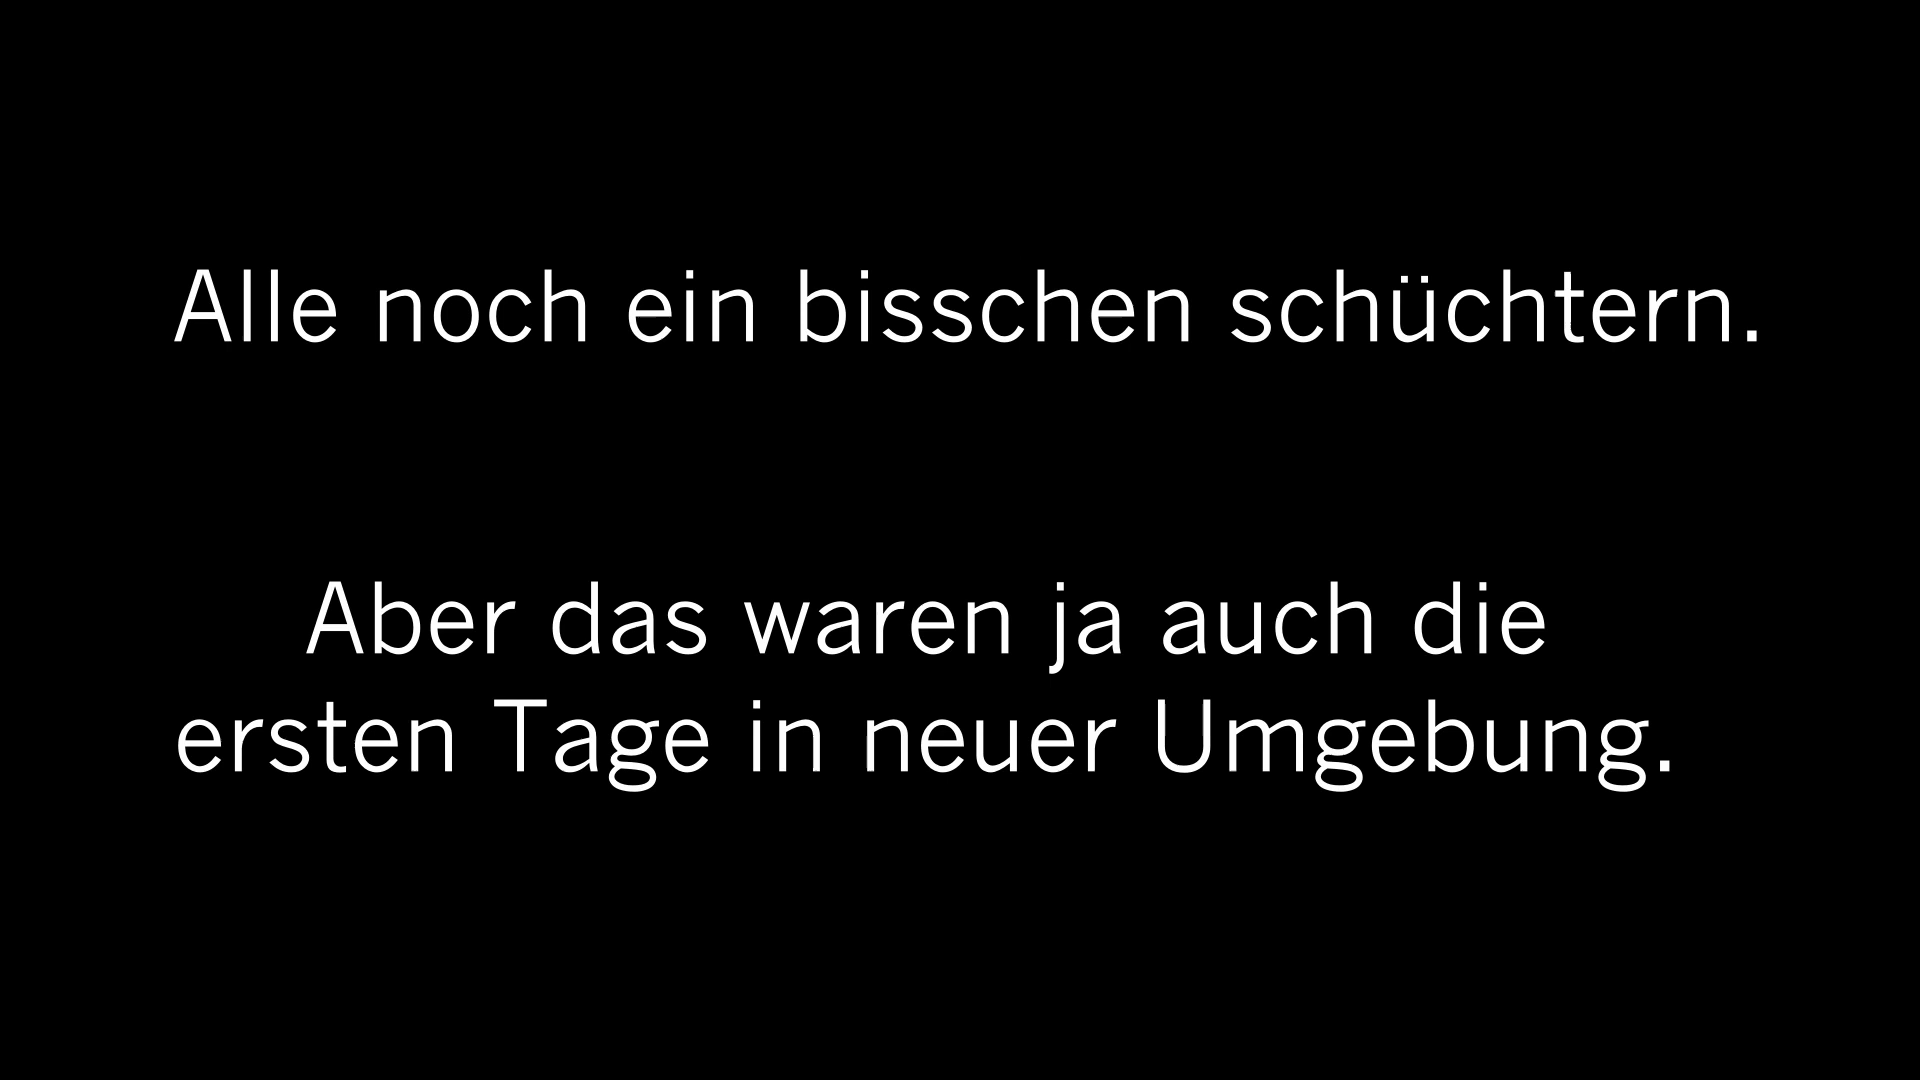 Alle noch ein bisschen schüchtern.
Aber das waren ja auch die
ersten Tage in neuer Umgebung.